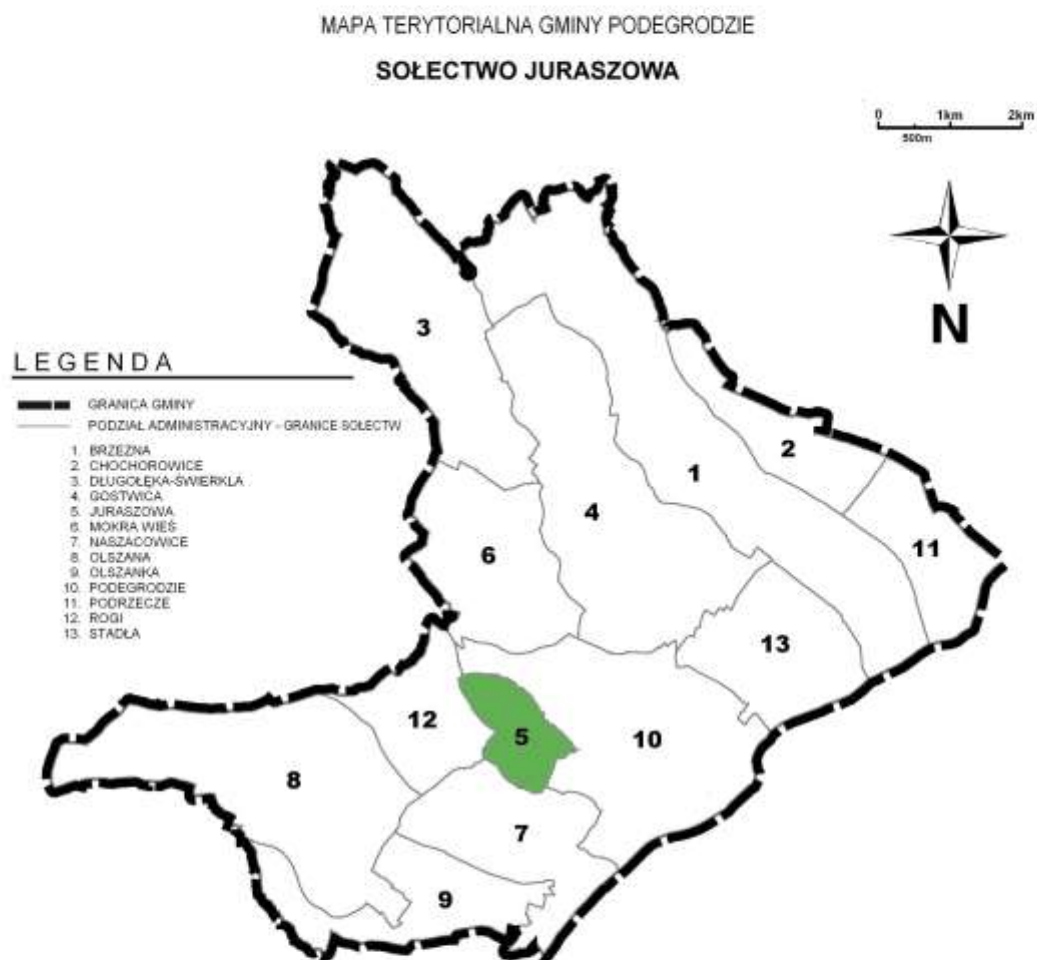 MAPA TERYTORIALNA GMINY PODEGRODZIE
SOŁECTWO JURASZOWA
0 1km 2km
500m
N
LEGENDA
GRANICA GMINY
PODZIAŁ ADMINISTRACYJNY - GRANICE SOŁECTW
1. BRZEZNA
2. CHOCHOROWICE
3. DŁUGOŁĘKA-ŚWIERKLA
4. GOSTWICA
5. JURASZOWA
6. MOKRA WIEŚ
7. NASZACOWICE
8. OLSZANA
9. OLSZANKA
10. PODEGRODZIE
11. PODRZECZE
12. ROGI
13. STADŁA
3
2
1
4
11
6
13
12
5
10
8
7
9